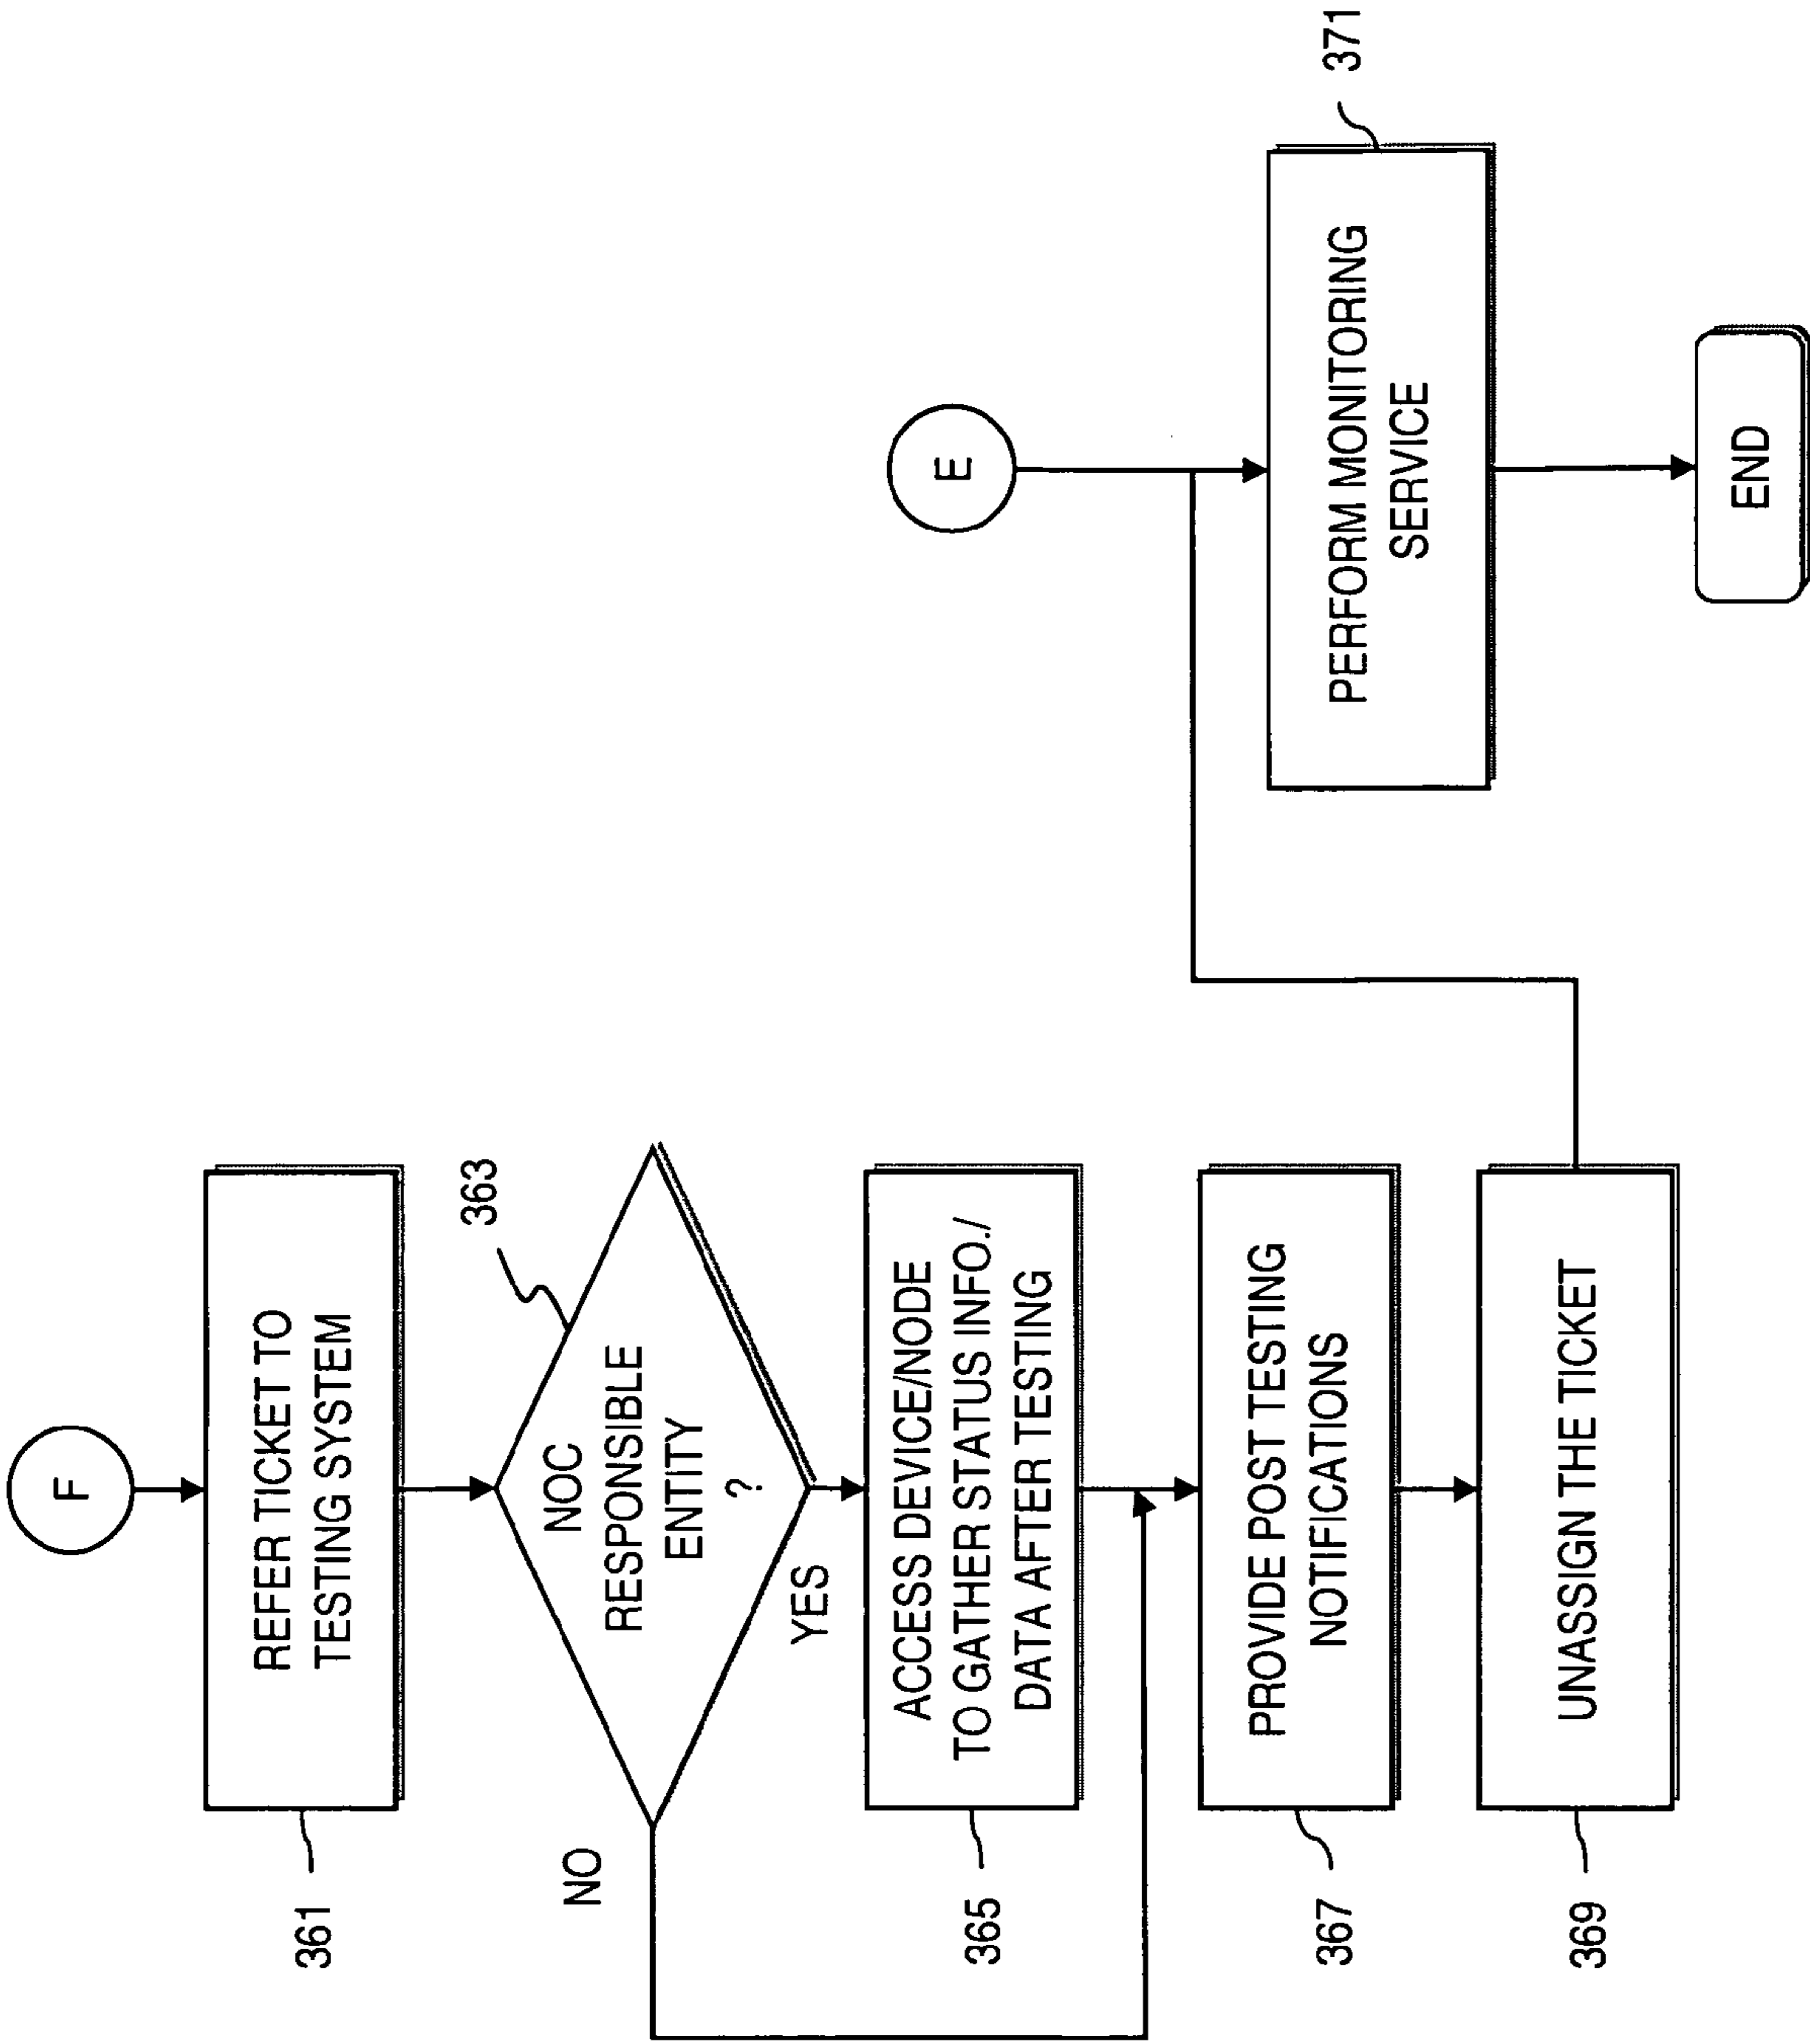 F
REFER TICKET TO
TESTING SYSTEM
361
363
NOC
RESPONSIBLE
ENTITY
?
NO
YES
ACCESS DEVICE/NODE
TO GATHER STATUS INFO./
DATA AFTER TESTING
365
PROVIDE POST TESTING
NOTIFICATIONS
367
UNASSIGN THE TICKET
369
E
PERFORM MONITORING
SERVICE
371
END